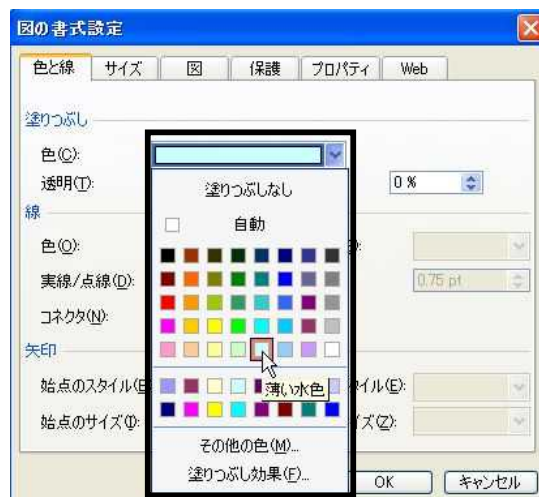 図の書式設定
色と線 サイズ 図 保護 プロパティ Web
塗りつぶし
色(C):
透明(T):
0 %
塗りつぶしなし
自動
線
色(O):
実線/点線(D):
0.75 pt
コネクタ(N):
矢印
薄い水色
始点のスタイル(E
イル(E):
始点のサイズ(I):
イズ(Z):
その他の色(M)...
塗りつぶし効果(F)...
OK キャンセル